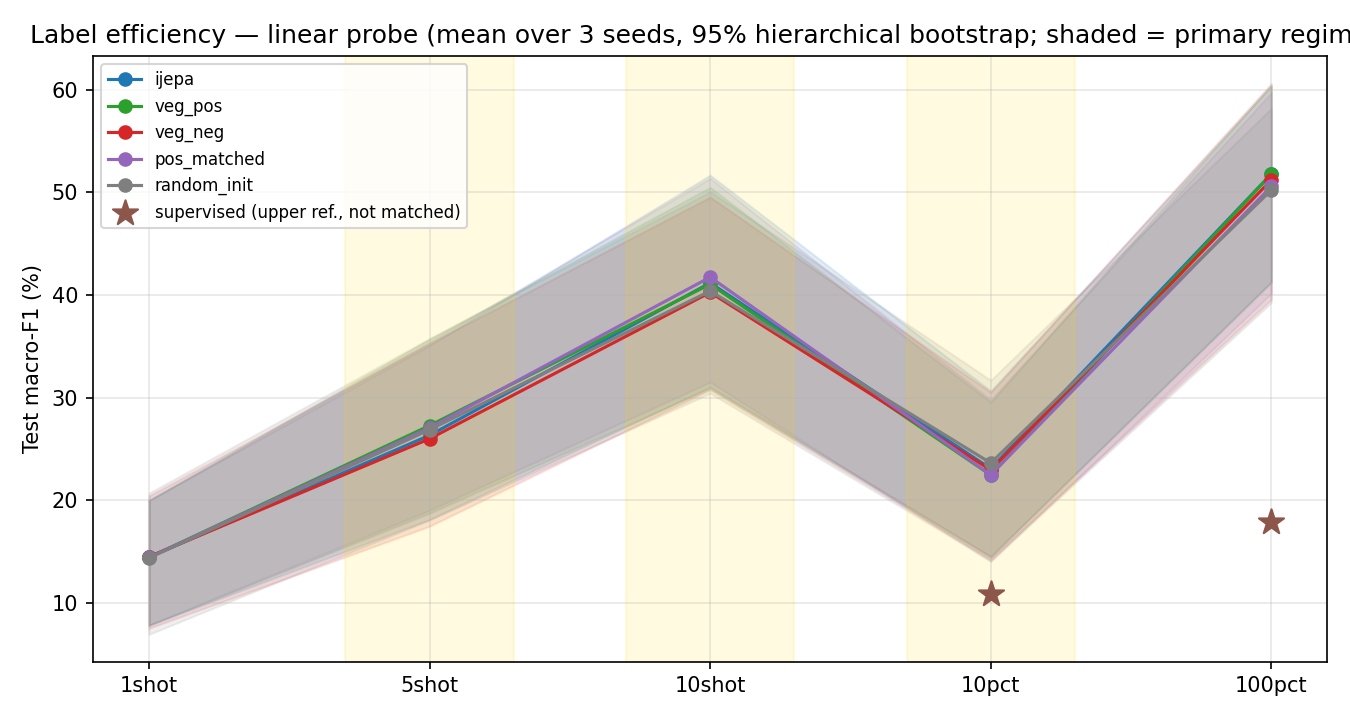 Label efficiency — linear probe (mean over 3 seeds, 95% hierarchical bootstrap; shaded = primary regim
ijepa
veg_pos
veg_neg
pos_matched
random_init
supervised (upper ref., not matched)
Test macro-F1 (%)
60
50
40
30
20
10
1shot 5shot 10shot 10pct 100pct